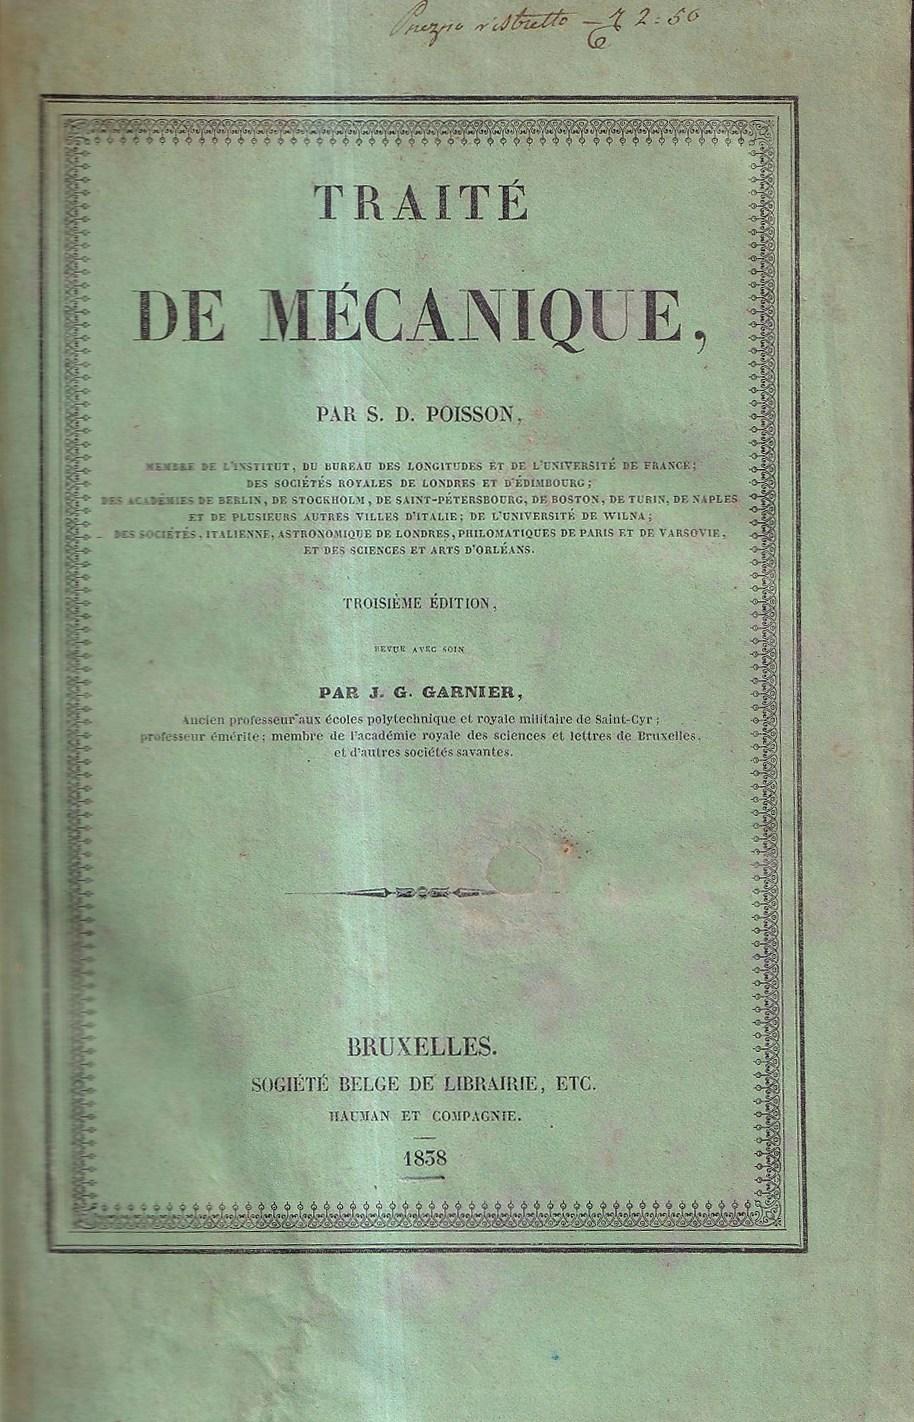 ristretto — 2:50
TRAITÉ
DE MÉCANIQUE,
PAR S. D. POISSON,
MEMBRE DE L'INSTITUT, DU BUREAU DES LONGITUDES ET DE L'UNIVERSITÉ DE FRANCE;
DES SOCIÉTÉS ROYALES DE LONDRES ET D'ÉDIMBOURG;
DES ACADÉMIES DE BERLIN, DE STOCKHOLM, DE SAINT-PÉTERSBOURG, DE BOSTON, DE TURIN, DE NAPLES
ET DE PLUSIEURS AUTRES VILLES D'ITALIE; DE L'UNIVERSITÉ DE WILNA;
DES SOCIÉTÉS, ITALIENNE, ASTRONOMIQUE DE LONDRES, PHILOMATIQUES DE PARIS ET DE VARSOVIE,
ET DES SCIENCES ET ARTS D'ORLÉANS.
TROISIÈME ÉDITION,
REVUE AVEC SOIN
PAR J. G. GARNIER,
Ancien professeur aux écoles polytechnique et royale militaire de Saint-Cyr;
professeur émérite; membre de l'académie royale des sciences et lettres de Bruxelles,
et d'autres sociétés savantes.
BRUXELLES.
SOCIÉTÉ BELGE DE LIBRAIRIE, ETC.
HAUMAN ET COMPAGNIE.
1838